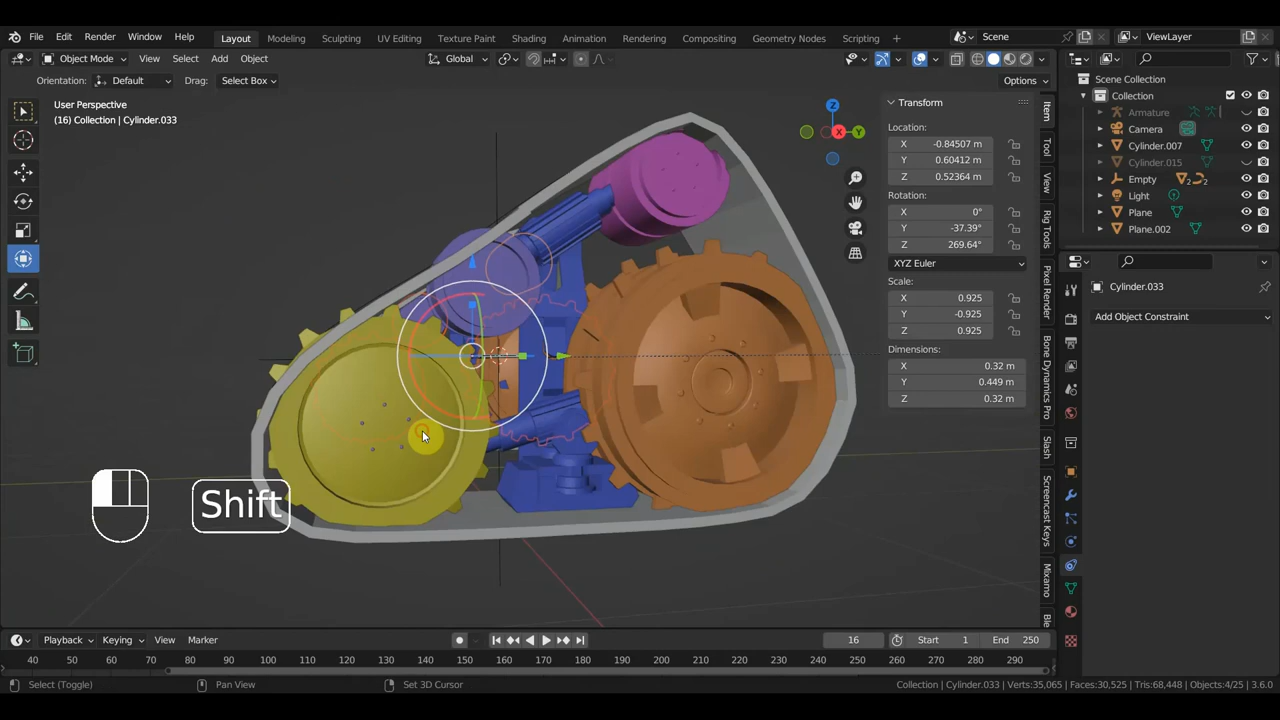 File Edit Render Window Help Layout Modeling Sculpting UV Editing Texture Paint Shading Animation Rendering Compositing Geometry Nodes Scripting + Scene ViewLayer
Object Mode View Select Add Object Global Options
Orientation: Default Drag: Select Box
User Perspective
(16) Collection | Cylinder.033
Z
X
Y
Transform
Location:
X -0.84507 m
Y 0.60412 m
Z 0.52364 m
Rotation:
X 0°
Y -37.39°
Z 269.64°
XYZ Euler
Scale:
X 0.925
Y -0.925
Z 0.925
Dimensions:
X 0.32 m
Y 0.449 m
Z 0.32 m
Item
Tool
View
Rig Tools
Pixel Render
Bone Dynamics Pro
Slash
Screencast Keys
Mixamo
Ble
Scene Collection
Collection
Armature
Camera
Cylinder.007
Cylinder.015
Empty 2 2
Light
Plane
Plane.002
Cylinder.033
Add Object Constraint
Shift
Playback Keying View Marker 16 Start 1 End 250
40 50 60 70 80 90 100 110 120 130 140 150 160 170 180 190 200 210 220 230 240 250 260 270 280 290
Select (Toggle) Pan View Set 3D Cursor Collection | Cylinder.033 | Verts:35,065 | Faces:30,525 | Tris:68,448 | Objects:4/25 | 3.6.0